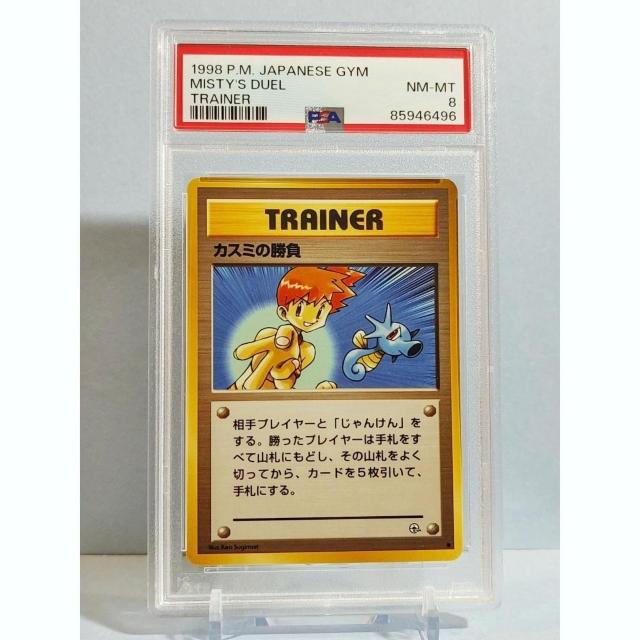 1998 P.M. JAPANESE GYM
MISTY'S DUEL
NM-MT
TRAINER
8
PSA
85946496
TRAINER
カスミの勝負
相手プレイヤーと「じゃんけん」を
する。勝ったプレイヤーは手札をす
べて山札にもどし、その山札をよく
切ってから、カードを5枚引いて、
手札にする。
Illus. Ken Sugimori